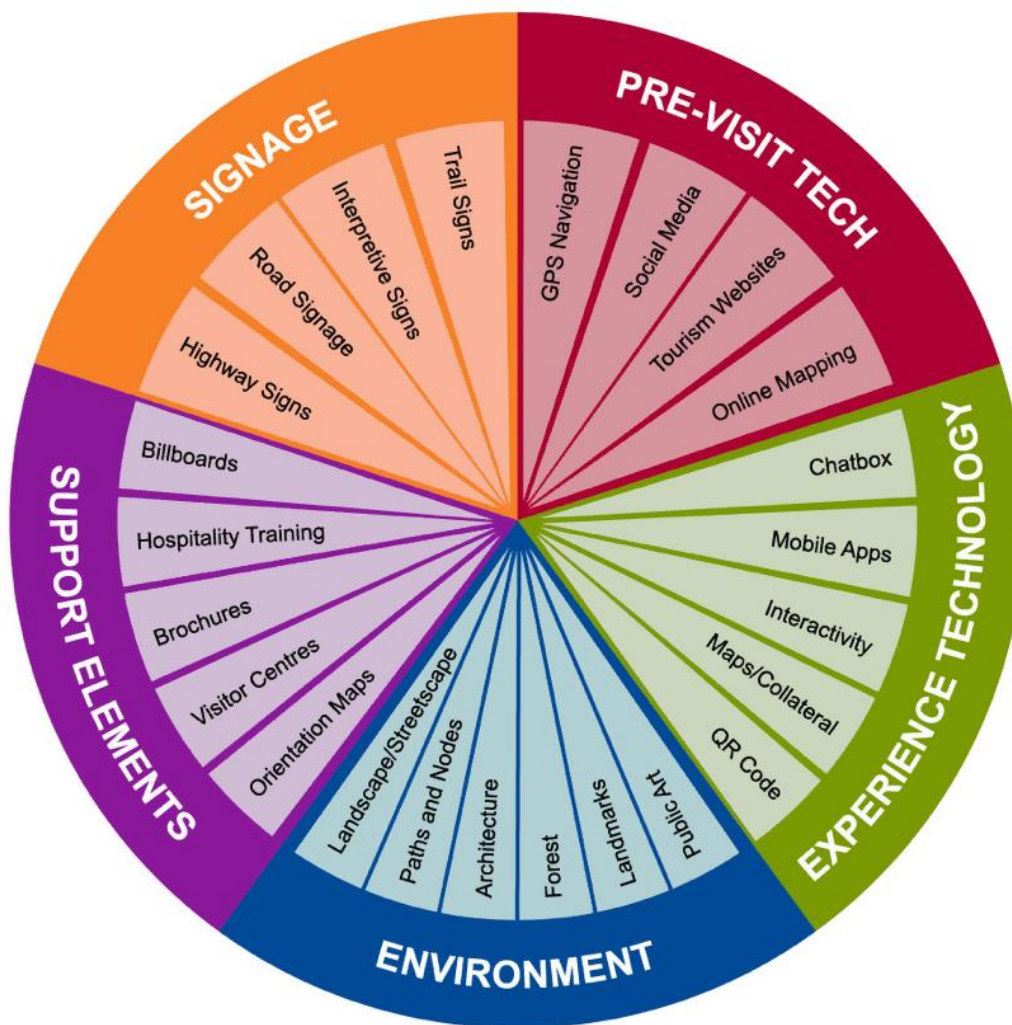 SIGNAGE
Highway Signs
Road Signage
Interpretive Signs
Trail Signs
PRE-VISIT TECH
GPS Navigation
Social Media
Tourism Websites
Online Mapping
EXPERIENCE TECHNOLOGY
Chatbox
Mobile Apps
Interactivity
Maps/Collateral
QR Code
ENVIRONMENT
Public Art
Landmarks
Forest
Architecture
Paths and Nodes
Landscape/Streetscape
SUPPORT ELEMENTS
Orientation Maps
Visitor Centres
Brochures
Hospitality Training
Billboards